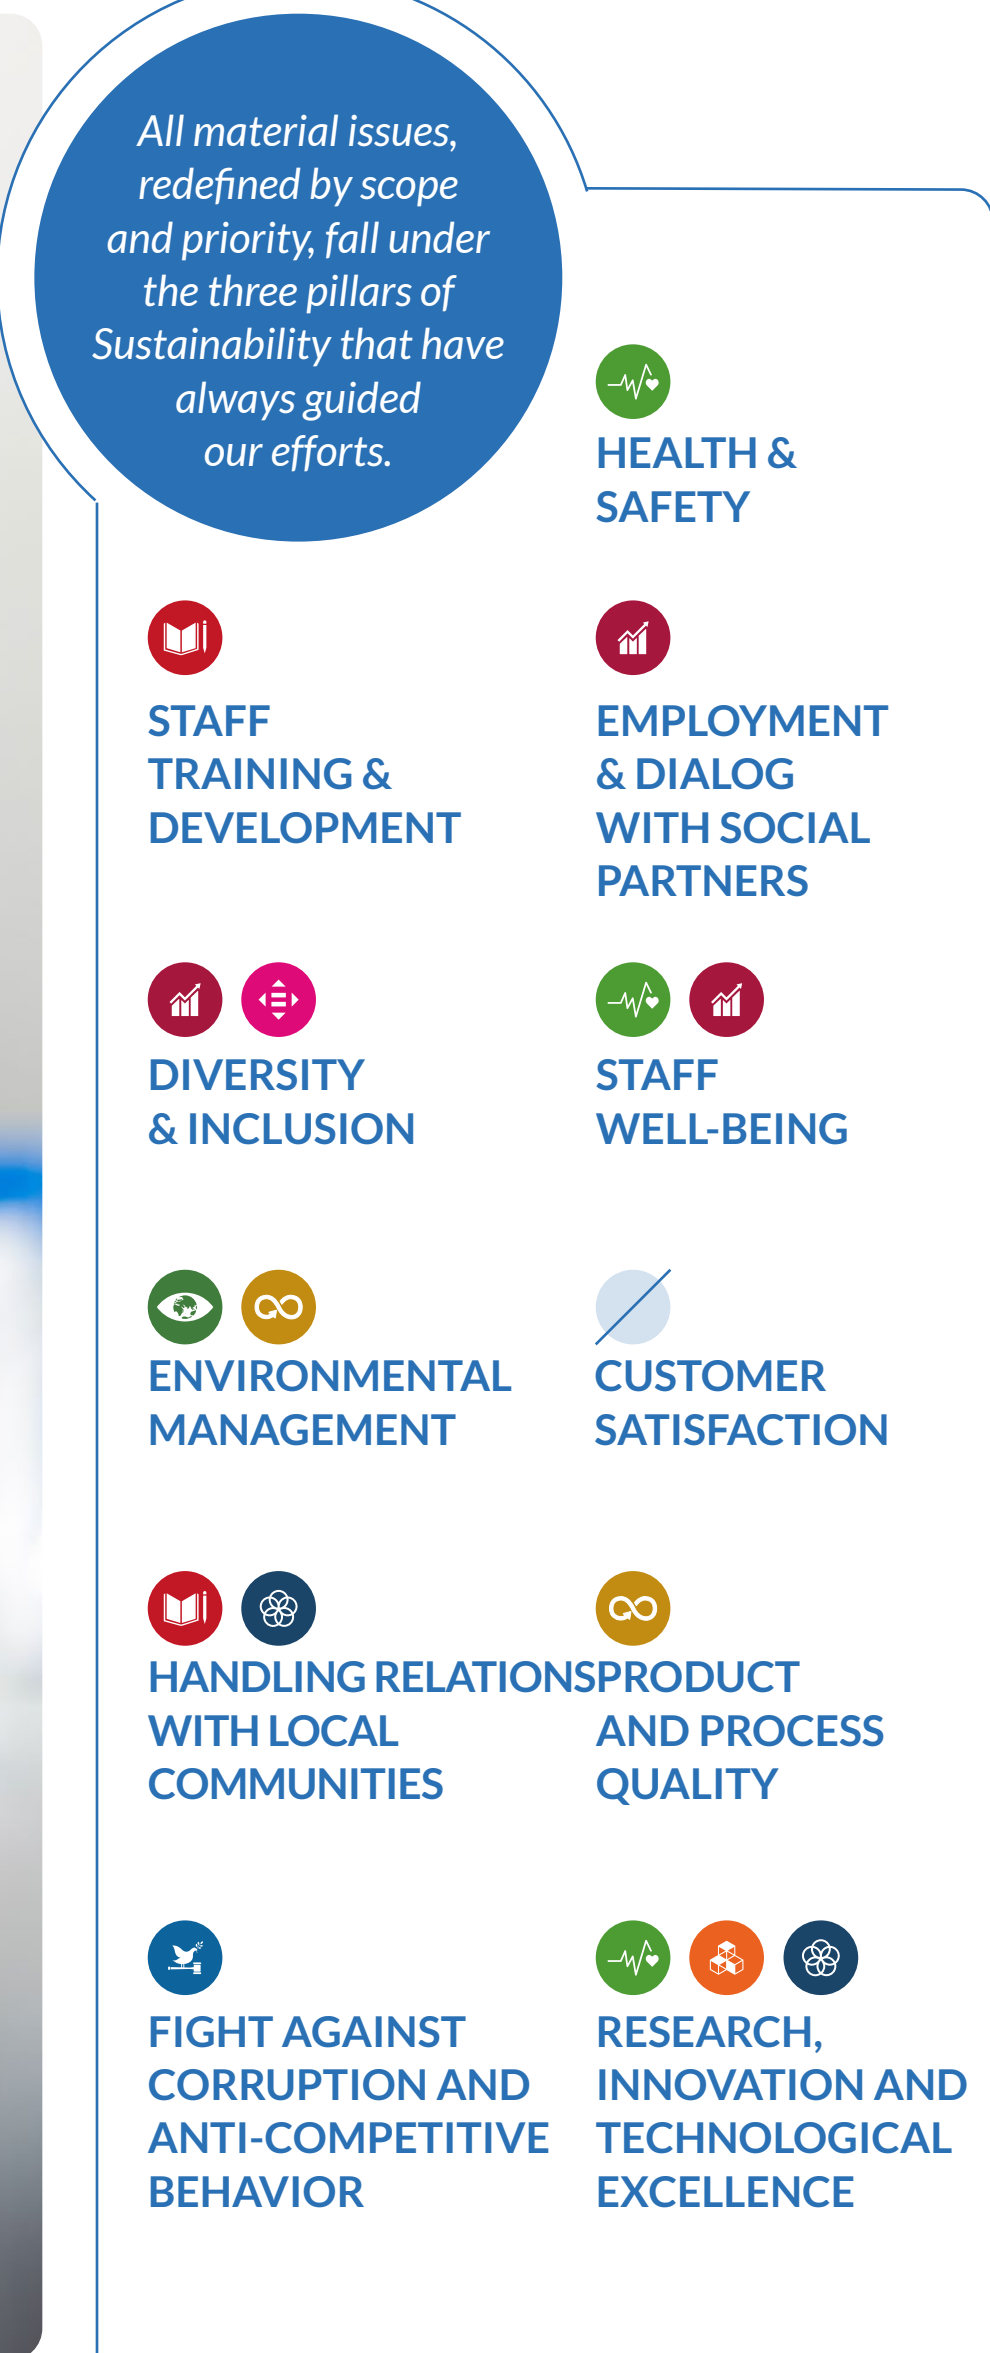 All material issues,
redefined by scope
and priority, fall under
the three pillars of
Sustainability that have
always guided
our efforts.
HEALTH &
SAFETY
STAFF
TRAINING &
DEVELOPMENT
EMPLOYMENT
& DIALOG
WITH SOCIAL
PARTNERS
DIVERSITY
& INCLUSION
STAFF
WELL-BEING
ENVIRONMENTAL
MANAGEMENT
CUSTOMER
SATISFACTION
HANDLING RELATIONS
WITH LOCAL
COMMUNITIES
PRODUCT
AND PROCESS
QUALITY
FIGHT AGAINST
CORRUPTION AND
ANTI-COMPETITIVE
BEHAVIOR
RESEARCH,
INNOVATION AND
TECHNOLOGICAL
EXCELLENCE